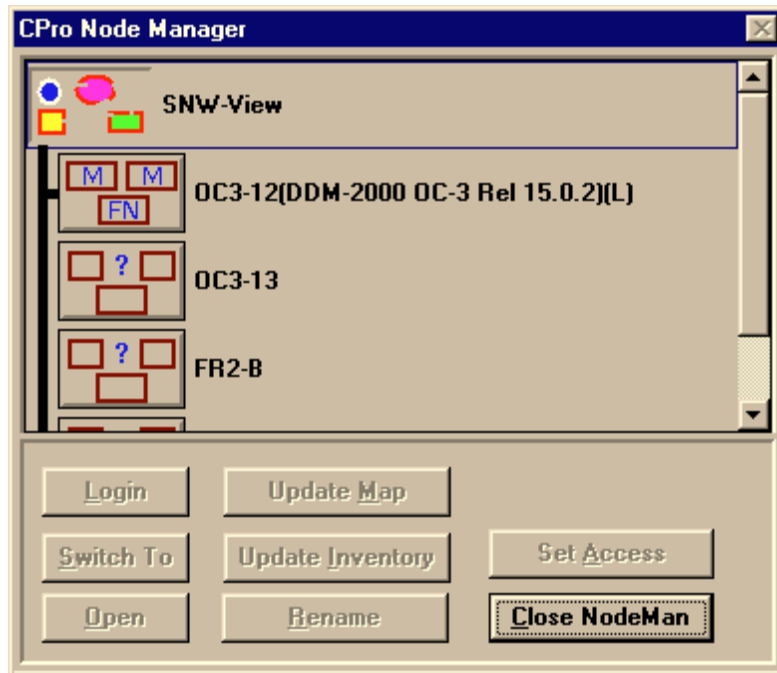 CPro Node Manager
SNW-View
M M
FN
OC3-12(DDM-2000 OC-3 Rel 15.0.2)(L)
?
OC3-13
?
FR2-B
Login
Update Map
Switch To
Update Inventory
Set Access
Open
Rename
Close NodeMan